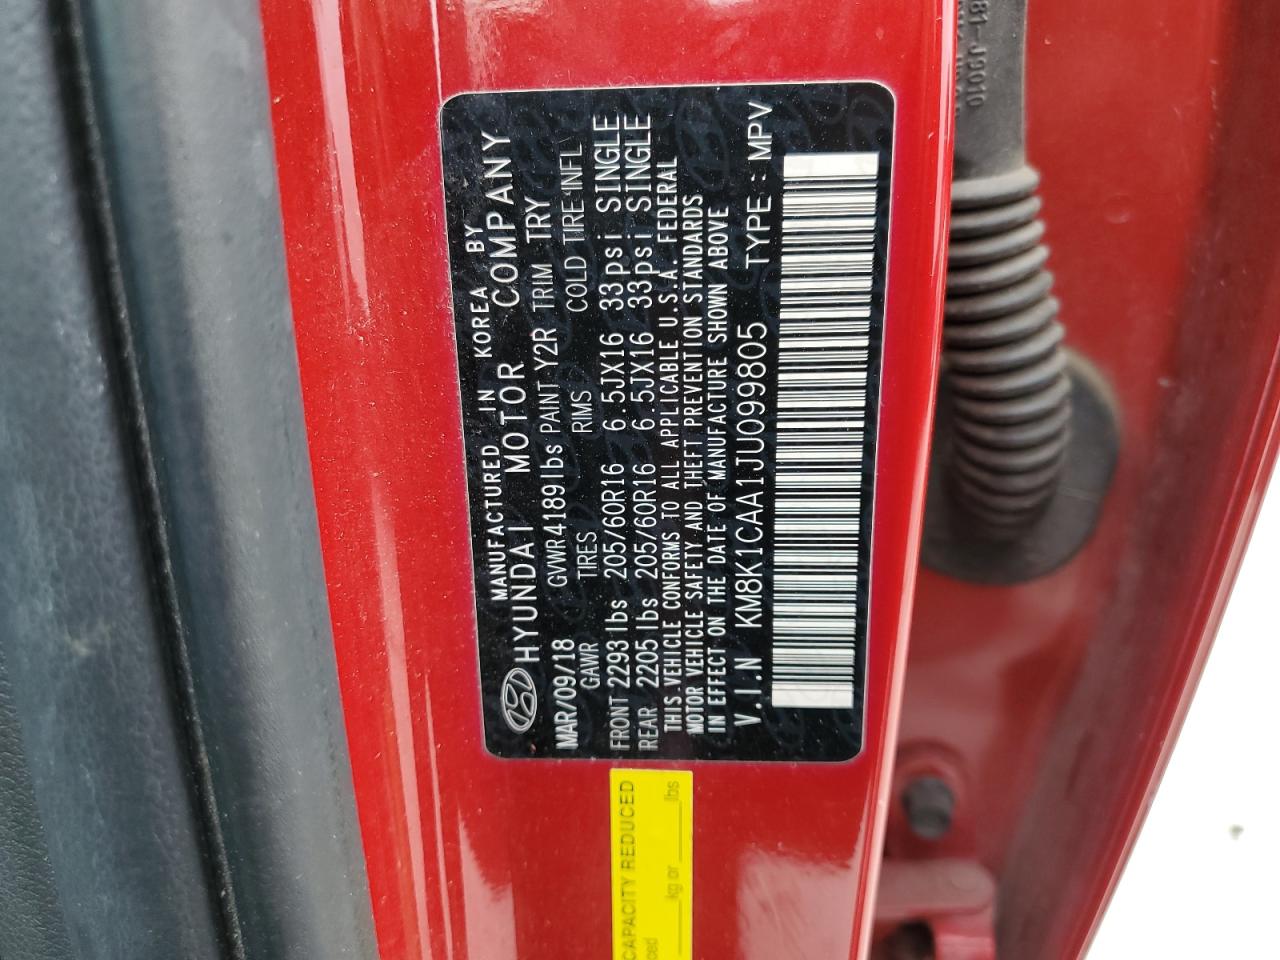 MANUFACTURED IN KOREA BY
HYUNDAI MOTOR COMPANY
MAR/09/18 GVWR 4189lbs PAINT Y2R TRIM TRY
GAWR TIRES RIMS COLD TIRE INFL
FRONT 2293 lbs 205/60R16 6.5JX16 33psi SINGLE
REAR 2205 lbs 205/60R16 6.5JX16 33psi SINGLE
THIS VEHICLE CONFORMS TO ALL APPLICABLE U.S.A. FEDERAL
MOTOR VEHICLE SAFETY AND THEFT PREVENTION STANDARDS
IN EFFECT ON THE DATE OF MANUFACTURE SHOWN ABOVE
V.I.N KM8K1CAA1JU099805 TYPE : MPV
CAPACITY REDUCED
kg or lbs
81-J9010